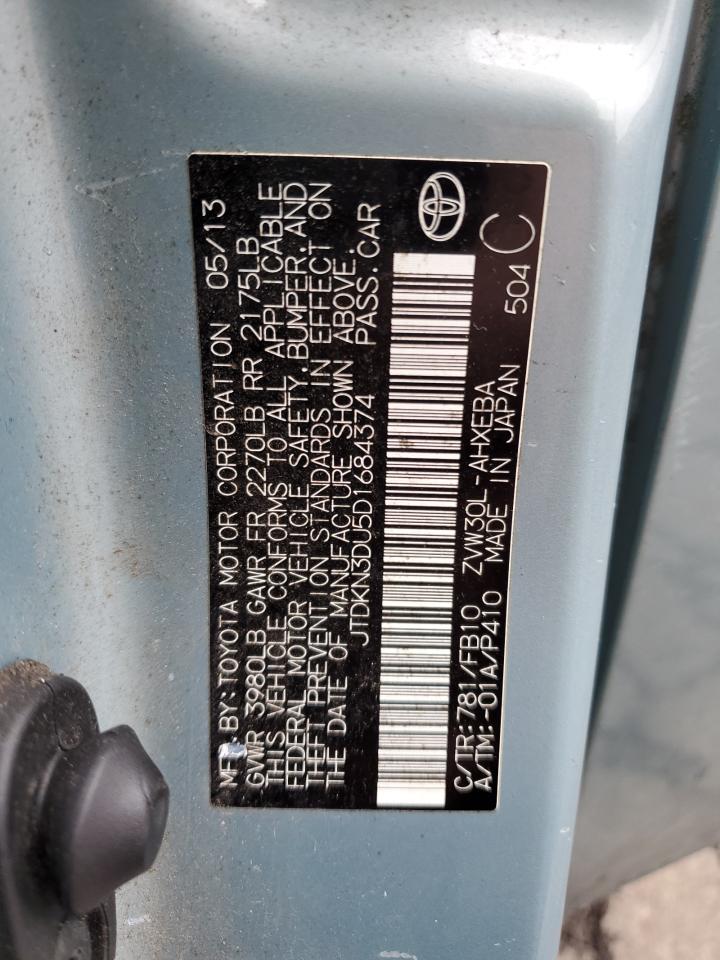 MFD. BY: TOYOTA MOTOR CORPORATION 05/13
GVWR 3980LB GAWR FR 2270LB RR 2175LB
THIS VEHICLE CONFORMS TO ALL APPLICABLE
FEDERAL MOTOR VEHICLE SAFETY, BUMPER, AND
THEFT PREVENTION STANDARDS IN EFFECT ON
THE DATE OF MANUFACTURE SHOWN ABOVE.
JTDKN3DU5D1684374 PASS. CAR
C/TR: 781/FB10 ZVW30L-AHXEBA
A/TM: -01A/P410 MADE IN JAPAN 504 C